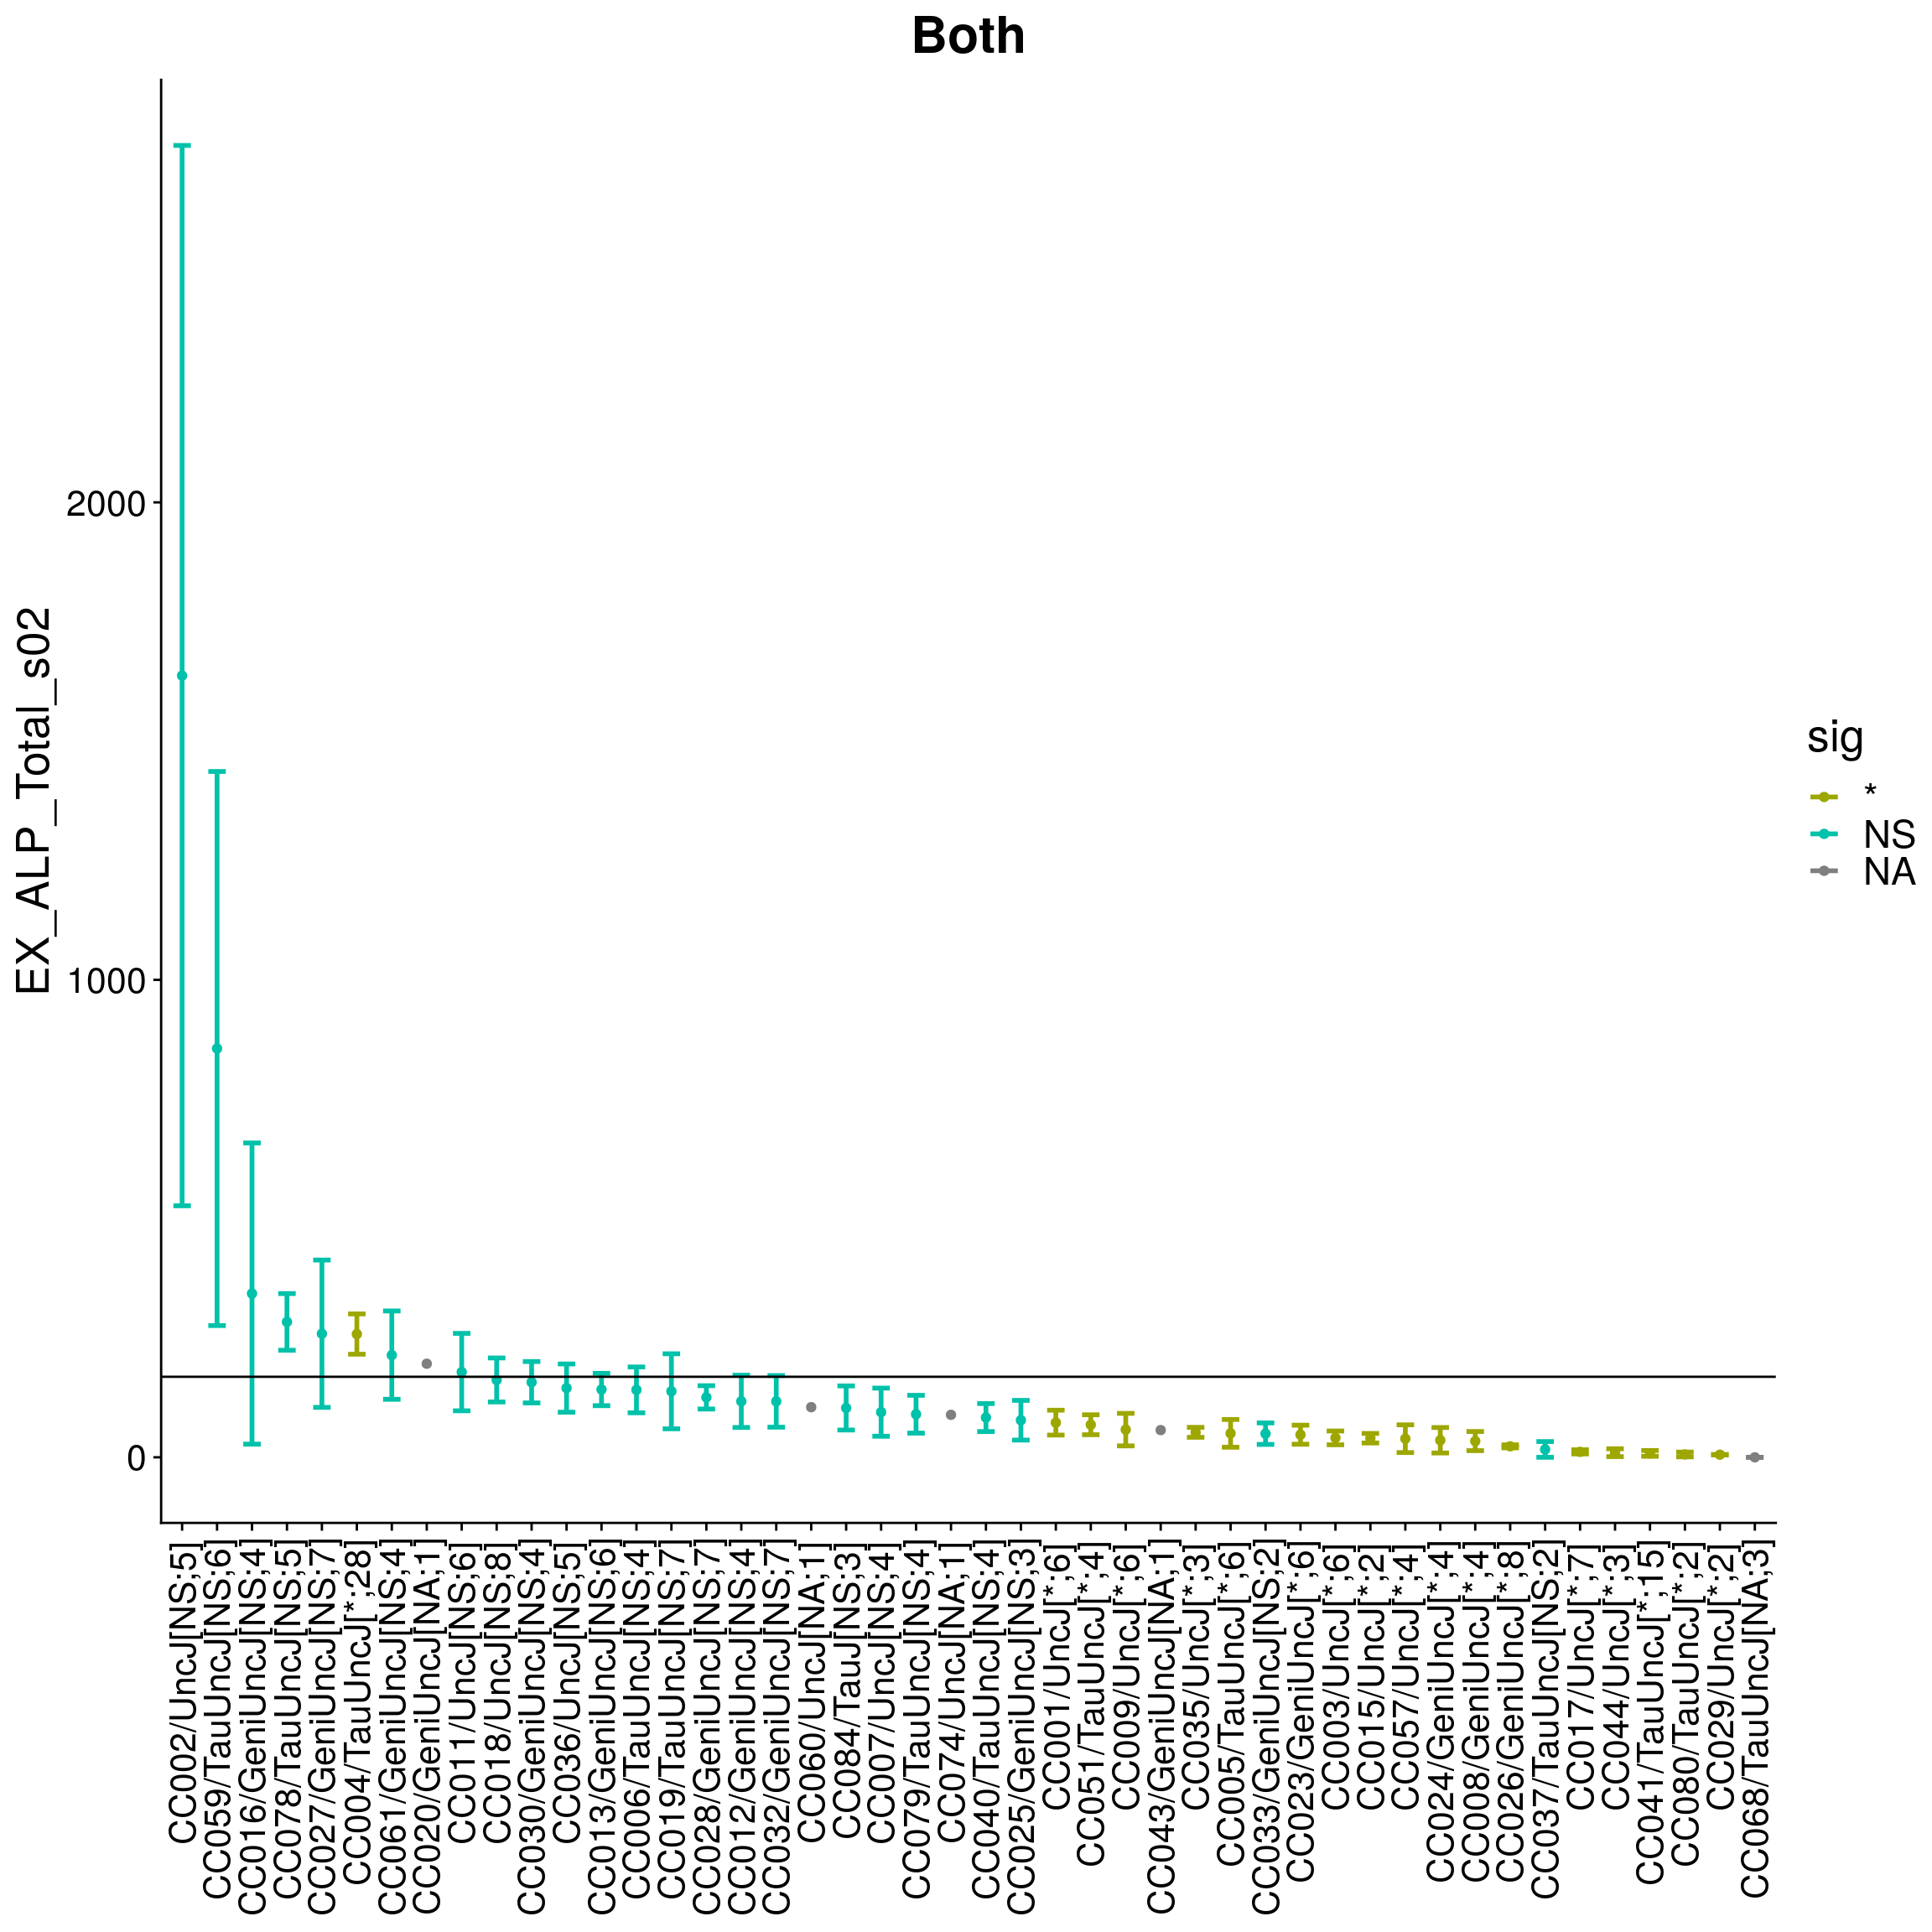 Both
EX_ALP_Total_s02
2000
1000
0
CC002/UncJ[NS;5]
CC059/TauUncJ[NS;6]
CC016/GeniUncJ[NS;4]
CC078/TauUncJ[NS;5]
CC027/GeniUncJ[NS;7]
CC004/TauUncJ[*;28]
CC061/GeniUncJ[NS;4]
CC020/GeniUncJ[NA;1]
CC011/UncJ[NS;6]
CC018/UncJ[NS;8]
CC030/GeniUncJ[NS;4]
CC036/UncJ[NS;5]
CC013/GeniUncJ[NS;6]
CC006/TauUncJ[NS;4]
CC019/TauUncJ[NS;7]
CC028/GeniUncJ[NS;7]
CC012/GeniUncJ[NS;4]
CC032/GeniUncJ[NS;7]
CC060/UncJ[NA;1]
CC084/TauJ[NS;3]
CC007/UncJ[NS;4]
CC079/TauUncJ[NS;4]
CC074/UncJ[NA;1]
CC040/TauUncJ[NS;4]
CC025/GeniUncJ[NS;3]
CC001/UncJ[*;6]
CC051/TauUncJ[*;4]
CC009/UncJ[*;6]
CC043/GeniUncJ[NA;1]
CC035/UncJ[*;3]
CC005/TauUncJ[*;6]
CC033/GeniUncJ[NS;2]
CC023/GeniUncJ[*;6]
CC003/UncJ[*;6]
CC015/UncJ[*;2]
CC057/UncJ[*;4]
CC024/GeniUncJ[*;4]
CC008/GeniUncJ[*;4]
CC026/GeniUncJ[*;8]
CC037/TauUncJ[NS;2]
CC017/UncJ[*;7]
CC044/UncJ[*;3]
CC041/TauUncJ[*;15]
CC080/TauUncJ[*;2]
CC029/UncJ[*;2]
CC068/TauUncJ[NA;3]
sig
*
NS
NA